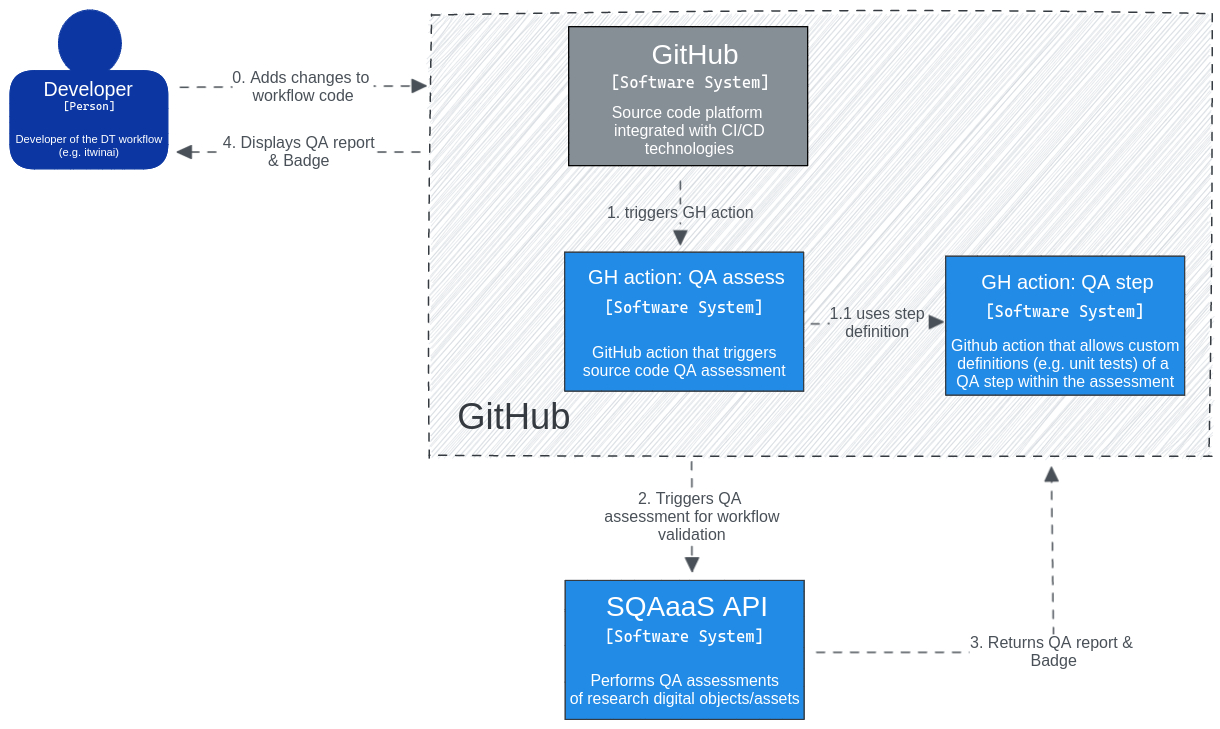 Developer
[Person]
Developer of the DT workflow
(e.g. itwinai)
0. Adds changes to
workflow code
4. Displays QA report
& Badge
GitHub
[Software System]
Source code platform
integrated with CI/CD
technologies
1. triggers GH action
GH action: QA assess
[Software System]
GitHub action that triggers
source code QA assessment
1.1 uses step
definition
GH action: QA step
[Software System]
Github action that allows custom
definitions (e.g. unit tests) of a
QA step within the assessment
GitHub
2. Triggers QA
assessment for workflow
validation
SQAaaS API
[Software System]
Performs QA assessments
of research digital objects/assets
3. Returns QA report &
Badge